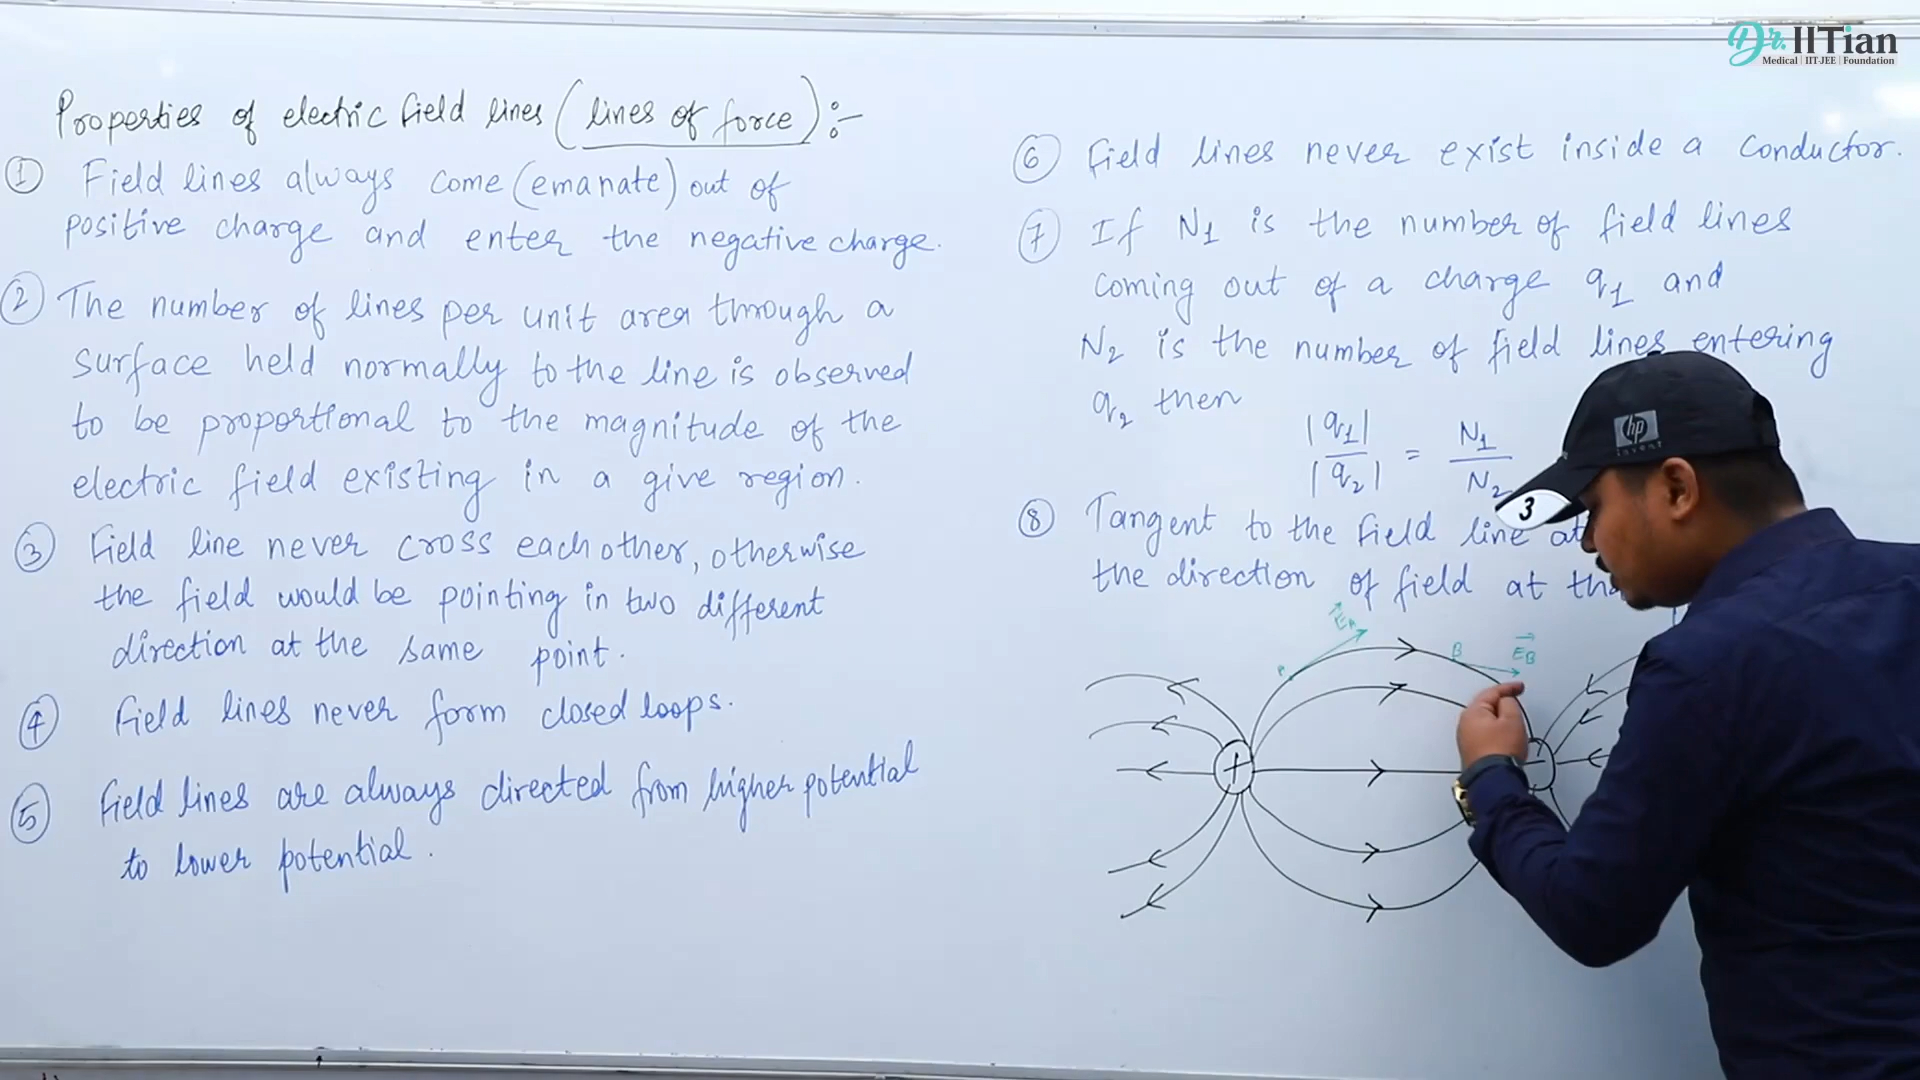 Dr. IITian
Medical | IIT-JEE | Foundation
Properties of electric field lines (lines of force) :-
① Field lines always come (emanate) out of
positive charge and enter the negative charge.
② The number of lines per unit area through a
surface held normally to the line is observed
to be proportional to the magnitude of the
electric field existing in a give region.
③ Field line never cross each other, otherwise
the field would be pointing in two different
direction at the same point.
④ Field lines never form closed loops.
⑤ Field lines are always directed from higher potential
to lower potential.
⑥ Field lines never exist inside a conductor.
⑦ If N1 is the number of field lines
coming out of a charge q1 and
N2 is the number of field lines entering
q2 then
|q1| / |q2| = N1 / N2
⑧ Tangent to the field line at
the direction of field at
A E⃗A B E⃗B
+ −
hp
invent
3